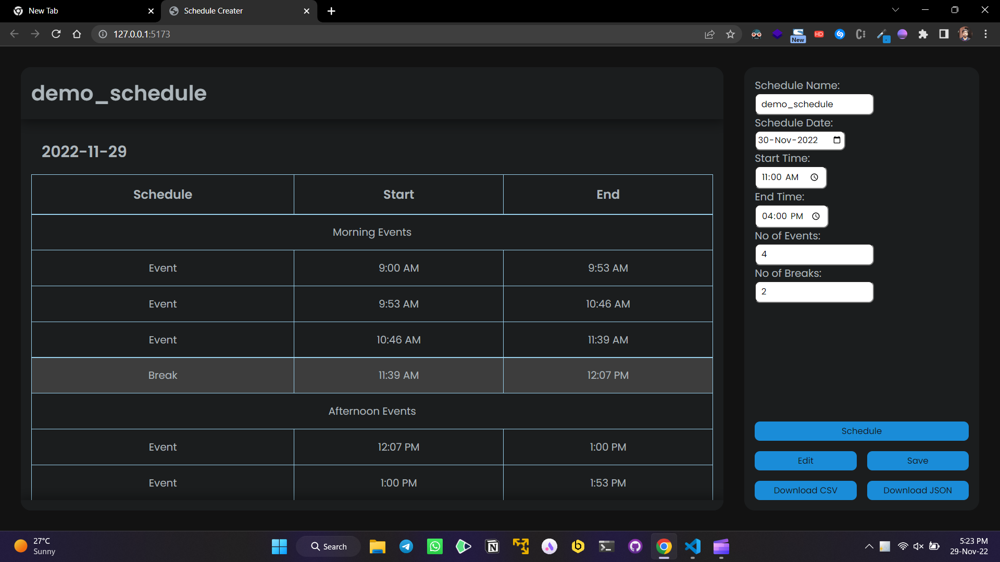 New Tab
Schedule Creater
127.0.0.1:5173
New
HD
demo_schedule
2022-11-29
Schedule Start End
Morning Events
Event 9:00 AM 9:53 AM
Event 9:53 AM 10:46 AM
Event 10:46 AM 11:39 AM
Break 11:39 AM 12:07 PM
Afternoon Events
Event 12:07 PM 1:00 PM
Event 1:00 PM 1:53 PM
Schedule Name:
demo_schedule
Schedule Date:
30-Nov-2022
Start Time:
11:00 AM
End Time:
04:00 PM
No of Events:
4
No of Breaks:
2
Schedule
Edit Save
Download CSV Download JSON
27°C
Sunny
Search
5:23 PM
29-Nov-22